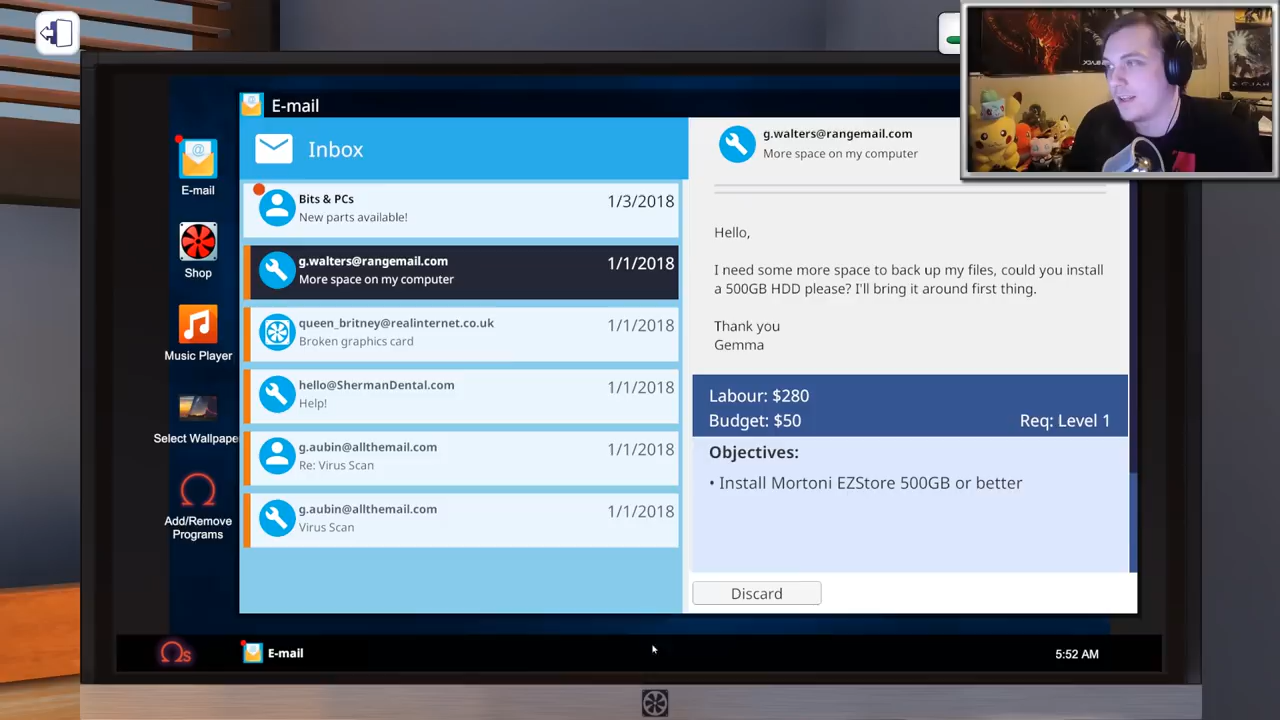 E-mail
Inbox
E-mail
Shop
Music Player
Select Wallpape
Add/Remove
Programs
Bits & PCs
1/3/2018
New parts available!
g.walters@rangemail.com
1/1/2018
More space on my computer
queen_britney@realinternet.co.uk
1/1/2018
Broken graphics card
hello@ShermanDental.com
1/1/2018
Help!
g.aubin@allthemail.com
1/1/2018
Re: Virus Scan
g.aubin@allthemail.com
1/1/2018
Virus Scan
g.walters@rangemail.com
More space on my computer
Hello,
I need some more space to back up my files, could you install
a 500GB HDD please? I'll bring it around first thing.
Thank you
Gemma
Labour: $280
Budget: $50
Req: Level 1
Objectives:
• Install Mortoni EZStore 500GB or better
Discard
Ωs
E-mail
5:52 AM